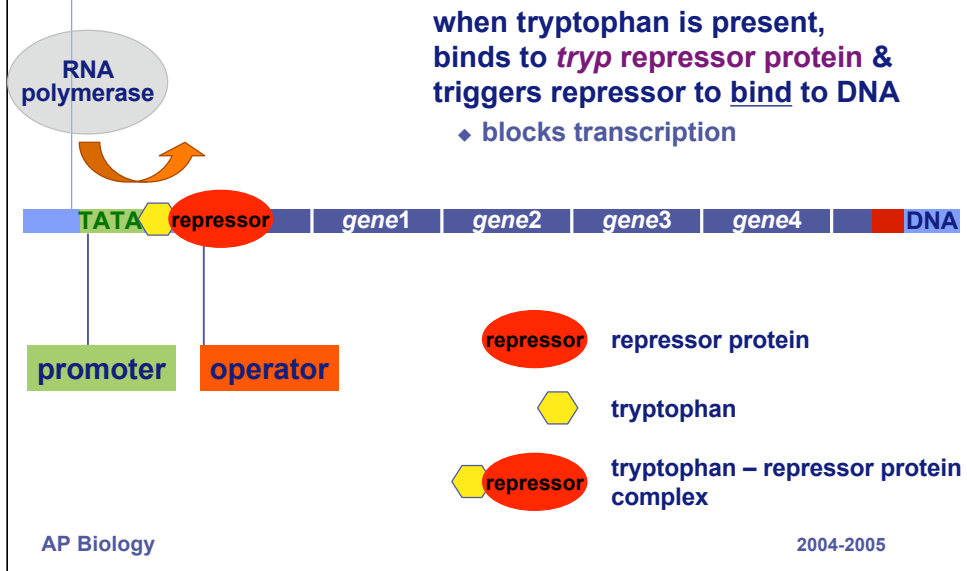 when tryptophan is present,
binds to tryp repressor protein &
triggers repressor to bind to DNA
◆ blocks transcription
RNA
polymerase
TATA repressor gene1 gene2 gene3 gene4 DNA
promoter operator
repressor repressor protein
tryptophan
repressor tryptophan – repressor protein
complex
AP Biology 2004-2005